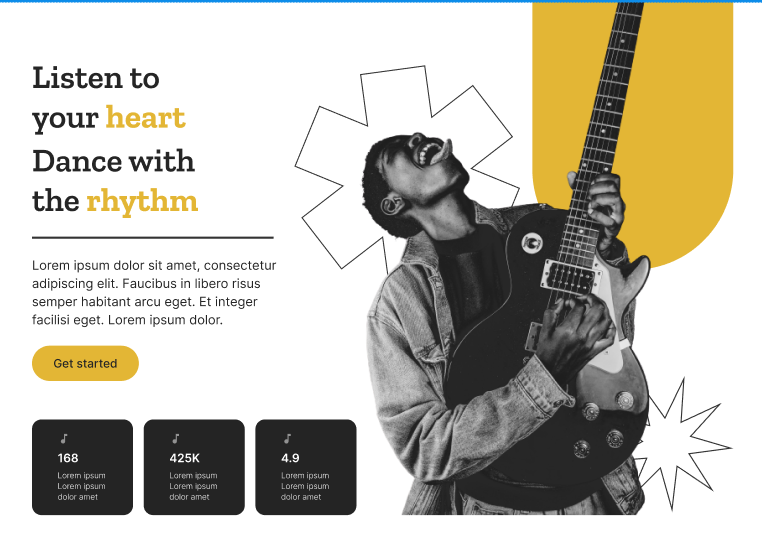 Listen to
your heart
Dance with
the rhythm
Lorem ipsum dolor sit amet, consectetur
adipiscing elit. Faucibus in libero risus
semper habitant arcu eget. Et integer
facilisi eget. Lorem ipsum dolor.
Get started
168
Lorem ipsum
Lorem ipsum
dolor amet
425K
Lorem ipsum
Lorem ipsum
dolor amet
4.9
Lorem ipsum
Lorem ipsum
dolor amet